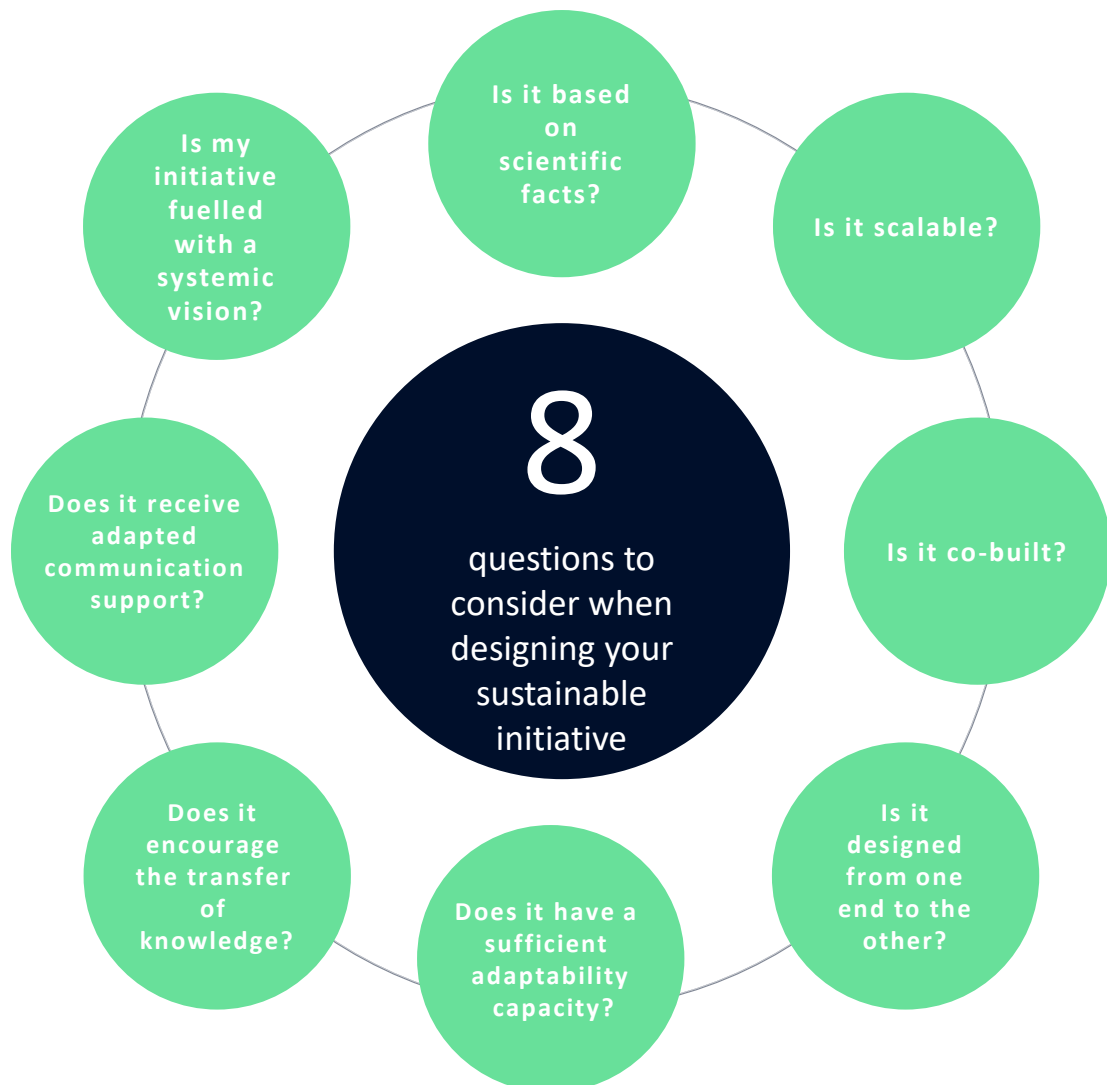 8
questions to
consider when
designing your
sustainable
initiative
Is it based
on
scientific
facts?
Is it scalable?
Is it co-built?
Is it
designed
from one
end to the
other?
Does it have a
sufficient
adaptability
capacity?
Does it
encourage
the transfer
of
knowledge?
Does it receive
adapted
communication
support?
Is my
initiative
fuelled
with a
systemic
vision?